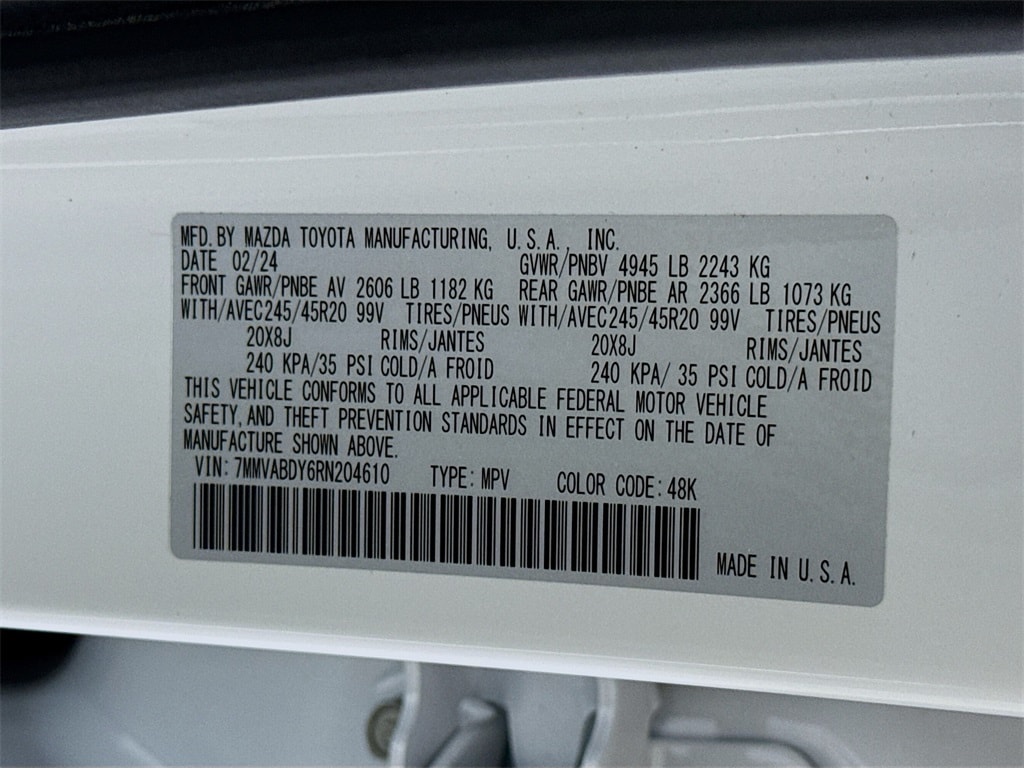 MFD. BY MAZDA TOYOTA MANUFACTURING, U.S.A., INC.
DATE 02/24 GVWR/PNBV 4945 LB 2243 KG
FRONT GAWR/PNBE AV 2606 LB 1182 KG REAR GAWR/PNBE AR 2366 LB 1073 KG
WITH/AVEC245/45R20 99V TIRES/PNEUS WITH/AVEC245/45R20 99V TIRES/PNEUS
20X8J RIMS/JANTES 20X8J RIMS/JANTES
240 KPA/35 PSI COLD/A FROID 240 KPA/ 35 PSI COLD/A FROID
THIS VEHICLE CONFORMS TO ALL APPLICABLE FEDERAL MOTOR VEHICLE
SAFETY, AND THEFT PREVENTION STANDARDS IN EFFECT ON THE DATE OF
MANUFACTURE SHOWN ABOVE.
VIN: 7MMVABDY6RN204610 TYPE: MPV COLOR CODE: 48K
MADE IN U.S.A.